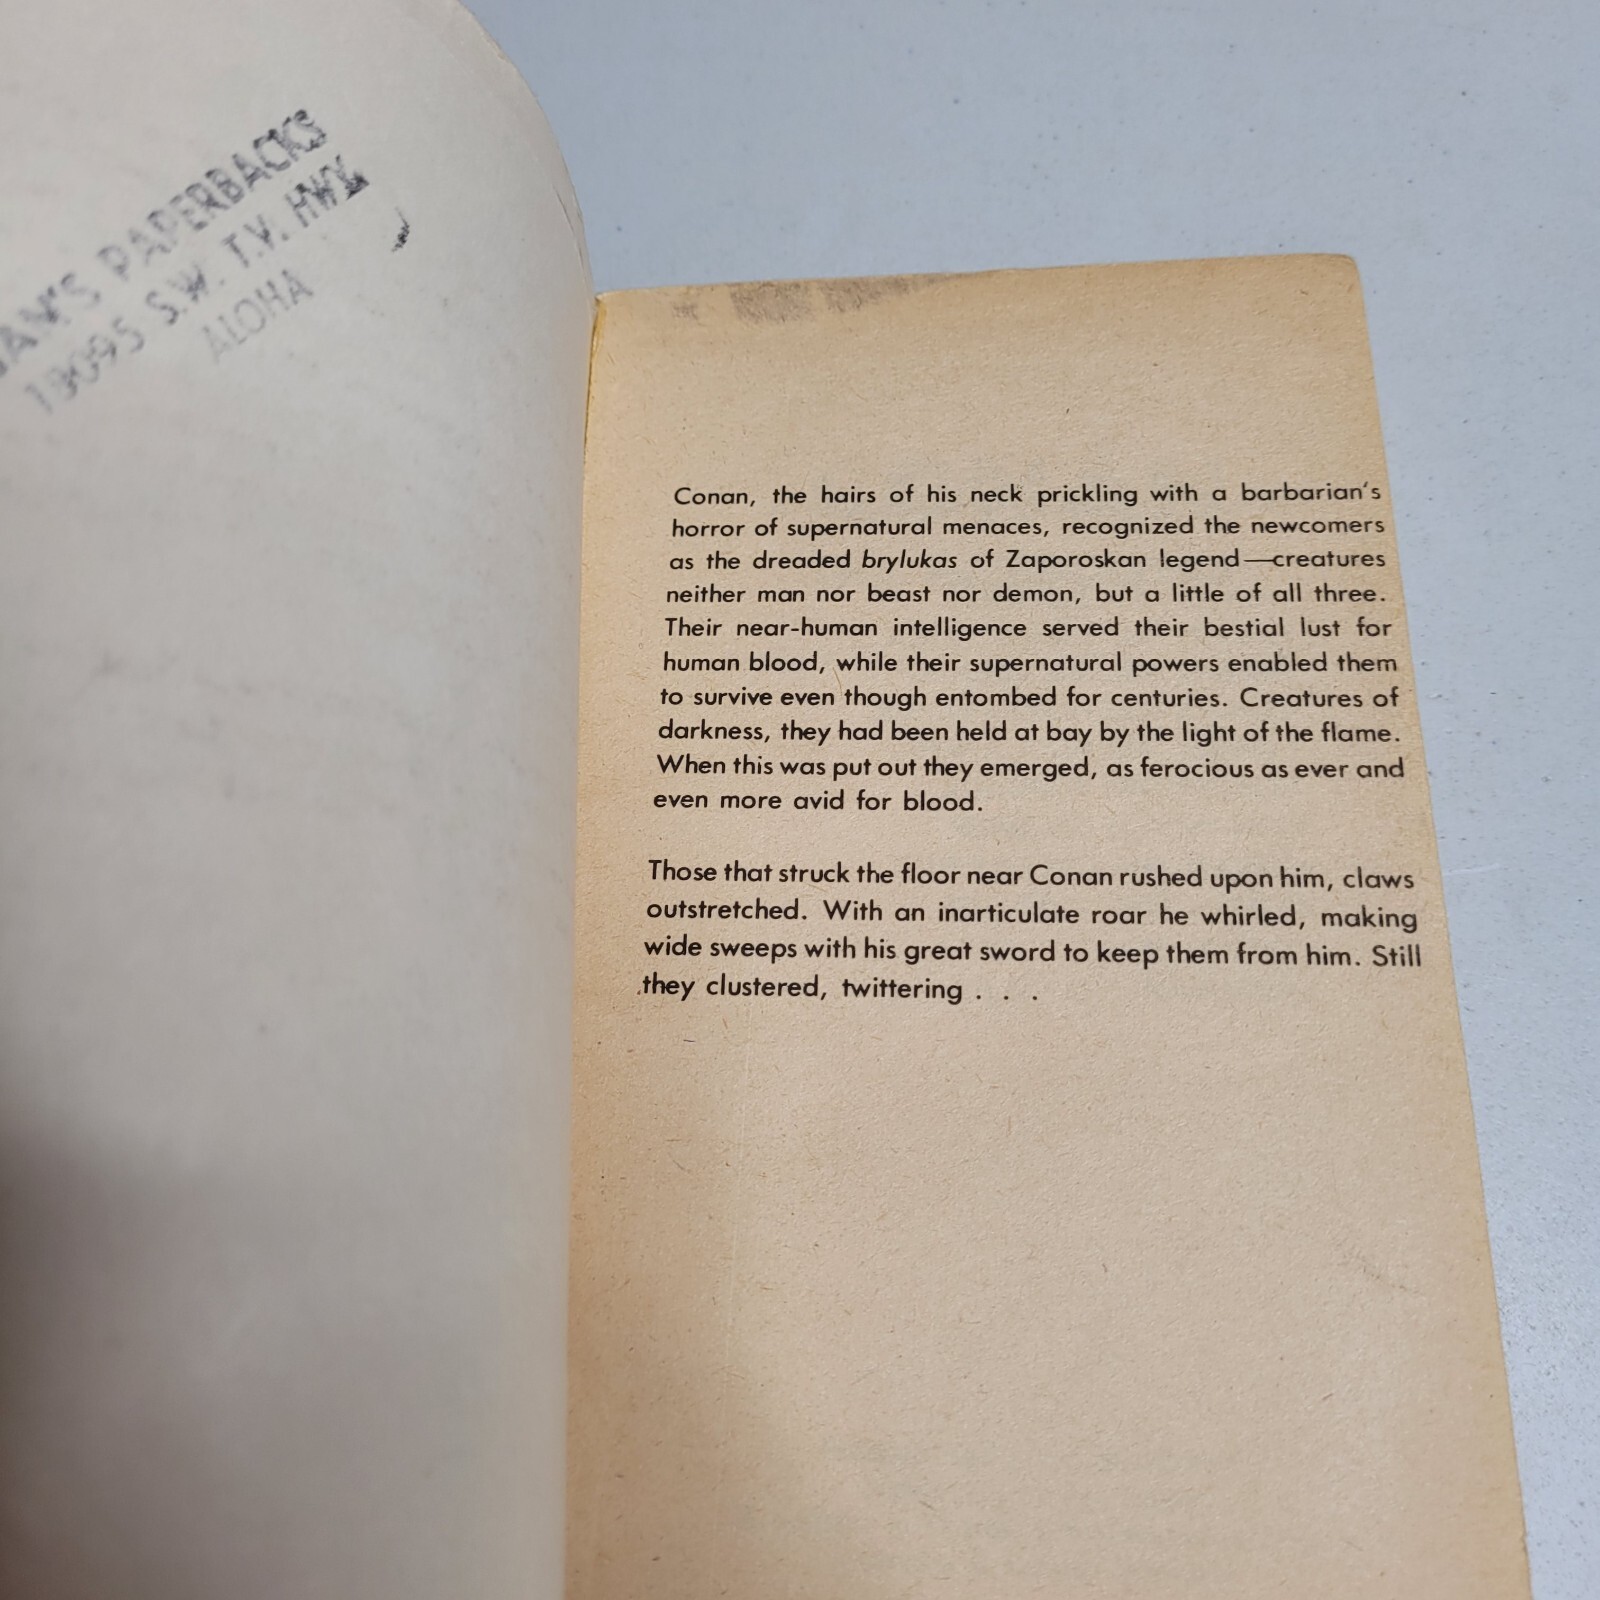 PAPERBACKS
18095 S.W. T.V. HWY.
ALOHA
Conan, the hairs of his neck prickling with a barbarian's
horror of supernatural menaces, recognized the newcomers
as the dreaded brylukas of Zaporoskan legend—creatures
neither man nor beast nor demon, but a little of all three.
Their near-human intelligence served their bestial lust for
human blood, while their supernatural powers enabled them
to survive even though entombed for centuries. Creatures of
darkness, they had been held at bay by the light of the flame.
When this was put out they emerged, as ferocious as ever and
even more avid for blood.
Those that struck the floor near Conan rushed upon him, claws
outstretched. With an inarticulate roar he whirled, making
wide sweeps with his great sword to keep them from him. Still
they clustered, twittering . . .